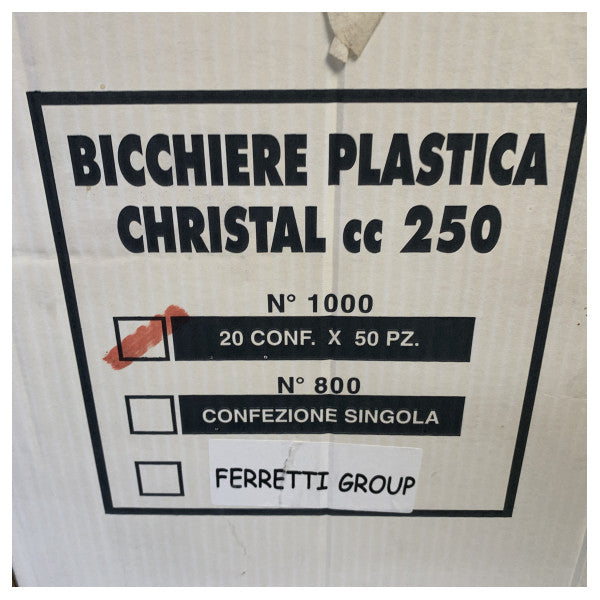 BICCHIERE PLASTICA
CHRISTAL cc 250
N° 1000
20 CONF. X 50 PZ.
N° 800
CONFEZIONE SINGOLA
FERRETTI GROUP